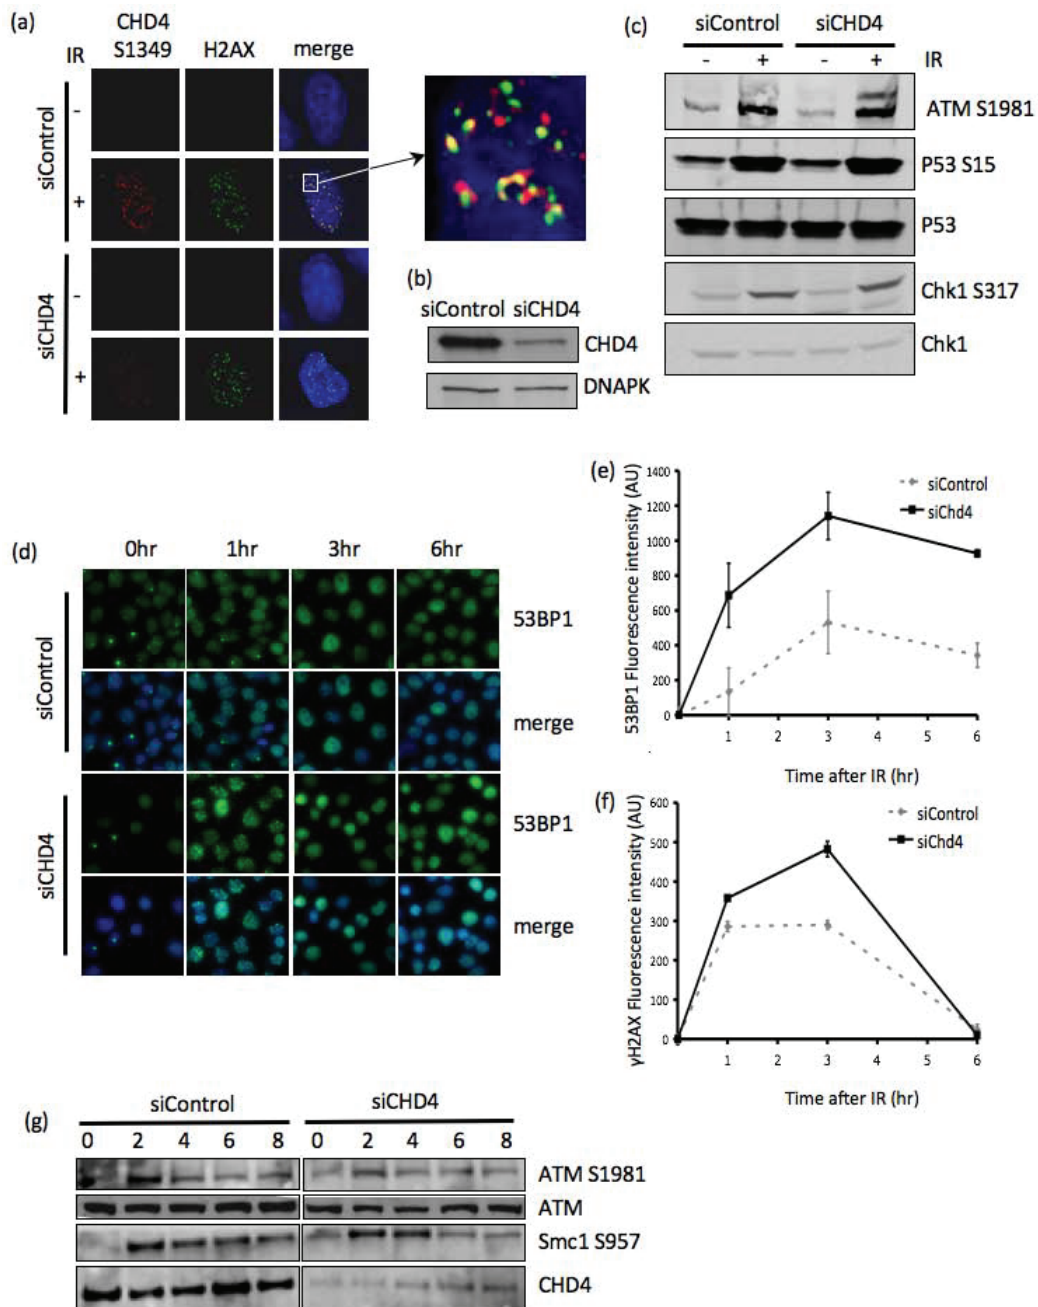 (a)
CHD4
S1349
H2AX
merge
IR
siControl
-
+
siCHD4
-
+
(b)
siControl siCHD4
CHD4
DNAPK
(c)
siControl siCHD4
- + - + IR
ATM S1981
P53 S15
P53
Chk1 S317
Chk1
(d)
0hr 1hr 3hr 6hr
siControl
53BP1
merge
siCHD4
53BP1
merge
(e)
53BP1 Fluorescence intensity (AU)
1400
1200
1000
800
600
400
200
0
siControl
siChd4
1 2 3 4 5 6
Time after IR (hr)
(f)
γH2AX Fluorescence intensity (AU)
600
500
400
300
200
100
0
siControl
siChd4
1 2 3 4 5 6
Time after IR (hr)
(g)
siControl siCHD4
0 2 4 6 8 0 2 4 6 8
ATM S1981
ATM
Smc1 S957
CHD4